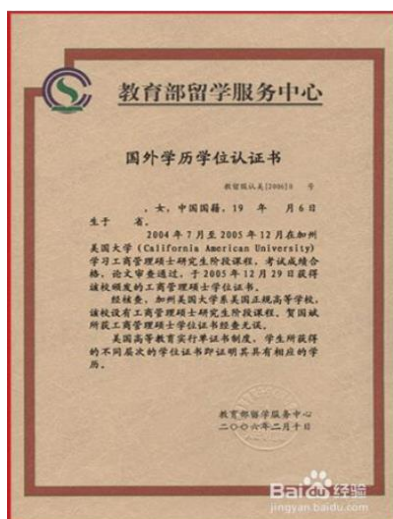 教育部留学服务中心
国外学历学位认证书
教留服认美[2006]0 号
，女，中国国籍，19 年 月6日
生于 省。
2004年7月至2005年12月在加州
美国大学（California American University）
学习工商管理硕士研究生阶段课程，考试成绩合
格，论文审查通过，于2005年12月29日获得
该校颁发的工商管理硕士学位证书。
经核查，加州美国大学系美国正规高等学校，
该校设有工商管理硕士研究生阶段课程。贺国斌
所获工商管理硕士学位证书经查无误。
美国高等教育实行单证书制度，学生所获得
的不同层次的学位证书即证明其具有相应的学
历。
教育部留学服务中心
二〇〇六年二月十日
Baidu经验
jingyan.baidu.com